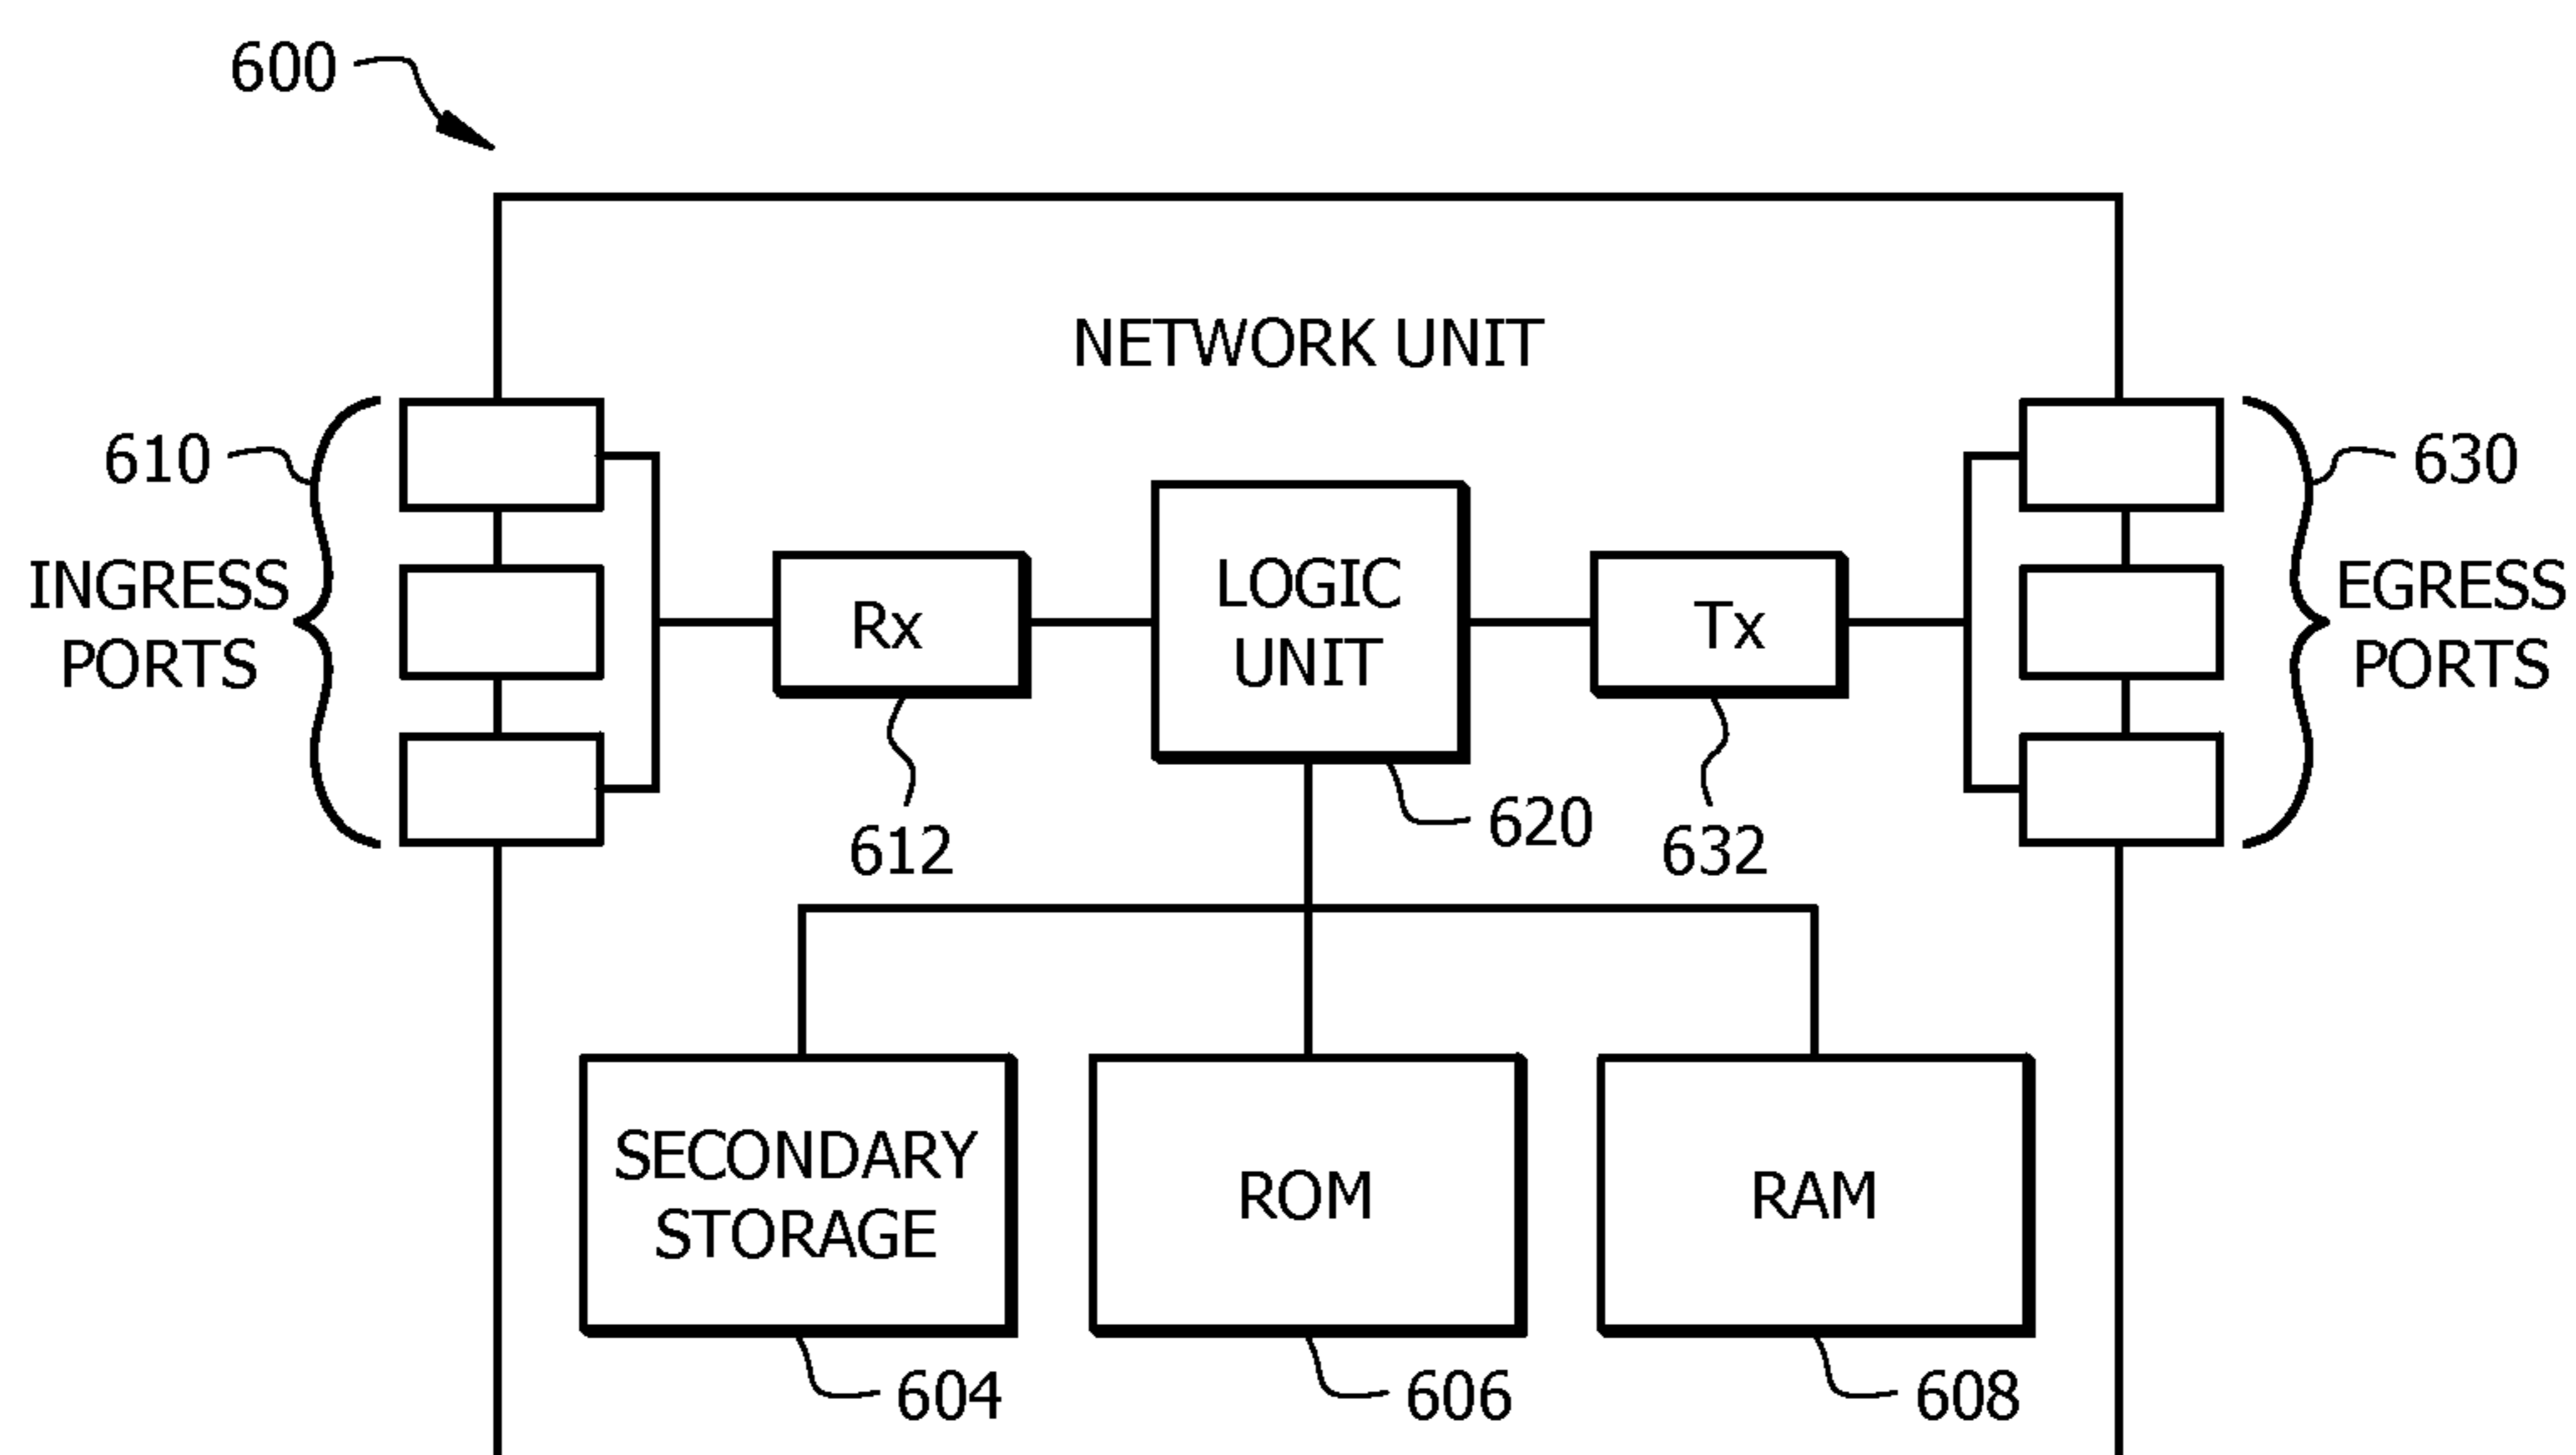 600
NETWORK UNIT
610
630
INGRESS
PORTS
Rx
LOGIC
UNIT
Tx
EGRESS
PORTS
612
620
632
SECONDARY
STORAGE
ROM
RAM
604
606
608